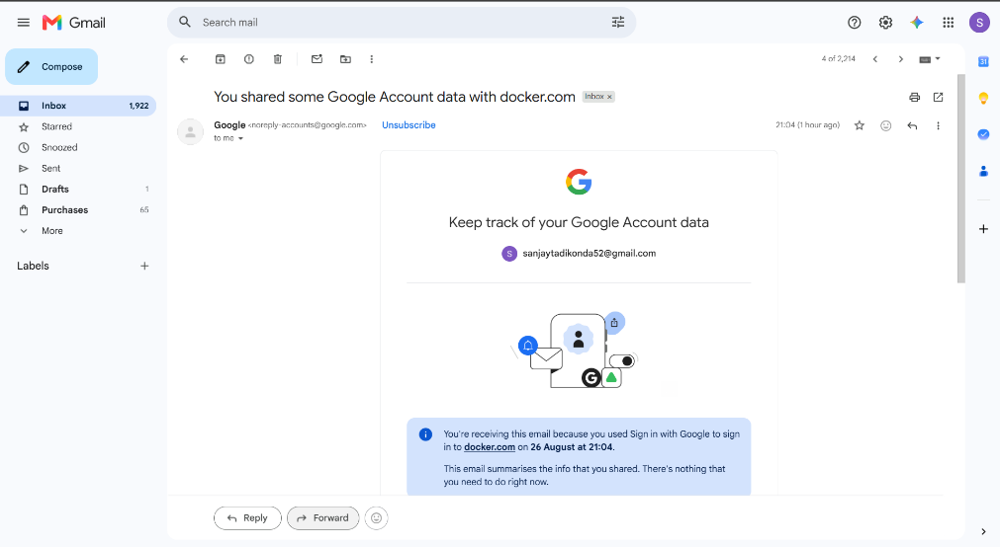 Gmail
Search mail
S
Compose
Inbox 1,922
Starred
Snoozed
Sent
Drafts 1
Purchases 65
More
Labels
4 of 2,214
31
You shared some Google Account data with docker.com Inbox ×
Google <noreply-accounts@google.com> Unsubscribe 21:04 (1 hour ago)
to me
Keep track of your Google Account data
S sanjaytadikonda52@gmail.com
G
You're receiving this email because you used Sign in with Google to sign
in to docker.com on 26 August at 21:04.
This email summarises the info that you shared. There's nothing that
you need to do right now.
Reply Forward